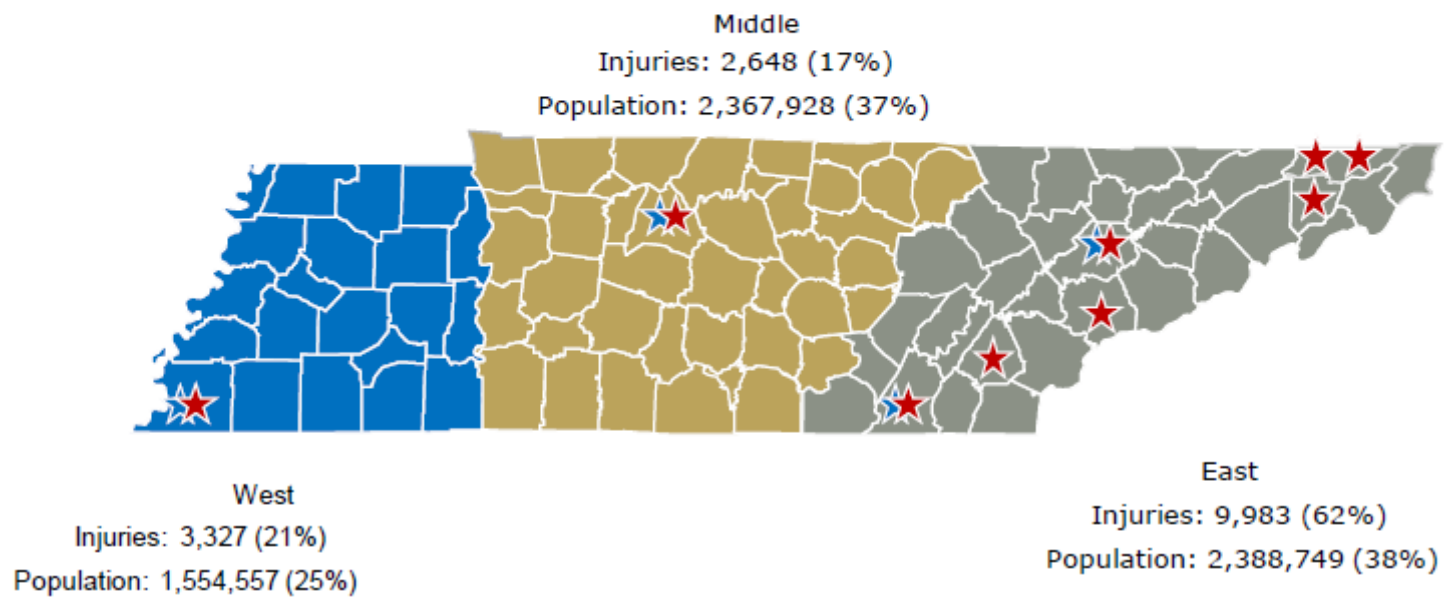 Middle
Injuries: 2,648 (17%)
Population: 2,367,928 (37%)
West
Injuries: 3,327 (21%)
Population: 1,554,557 (25%)
East
Injuries: 9,983 (62%)
Population: 2,388,749 (38%)